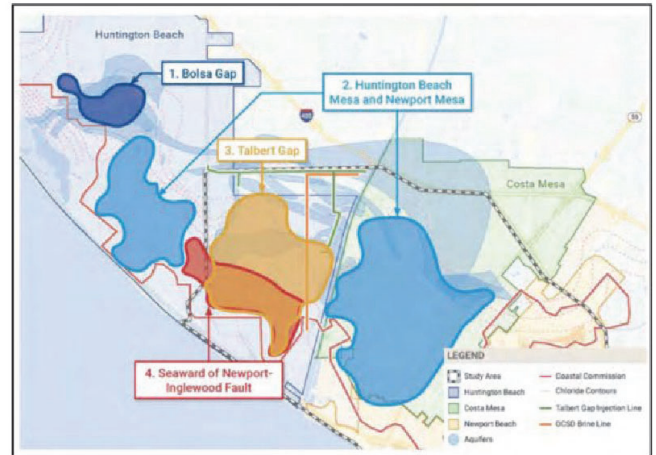 Huntington Beach
1. Bolsa Gap
2. Huntington Beach
Mesa and Newport Mesa
405
55
3. Talbert Gap
Costa Mesa
4. Seaward of Newport-
Inglewood Fault
LEGEND
Study Area
Huntington Beach
Costa Mesa
Newport Beach
Aquifers
Coastal Commission
Chloride Contours
Talbert Gap Injection Line
OCSD Brine Line